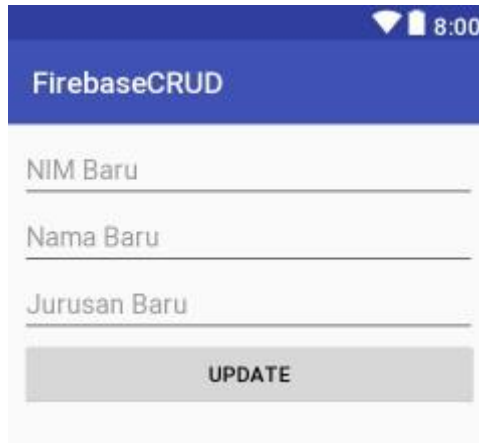 8:00
FirebaseCRUD
NIM Baru
Nama Baru
Jurusan Baru
UPDATE